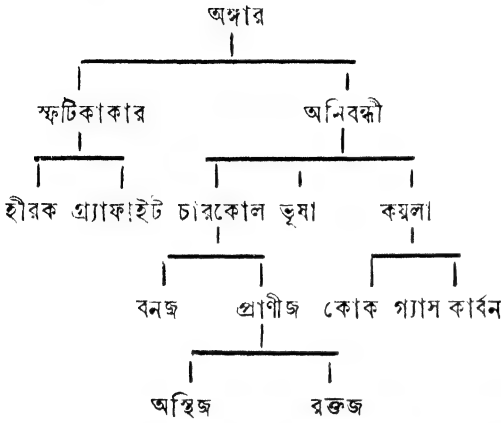 অঙ্গার
স্ফটিকাকার অনিবন্ধী
হীরক গ্র্যাফাইট চারকোল ভূষা কয়লা
বনজ প্রাণীজ কোক গ্যাস কার্বন
অস্থিজ রক্তজ